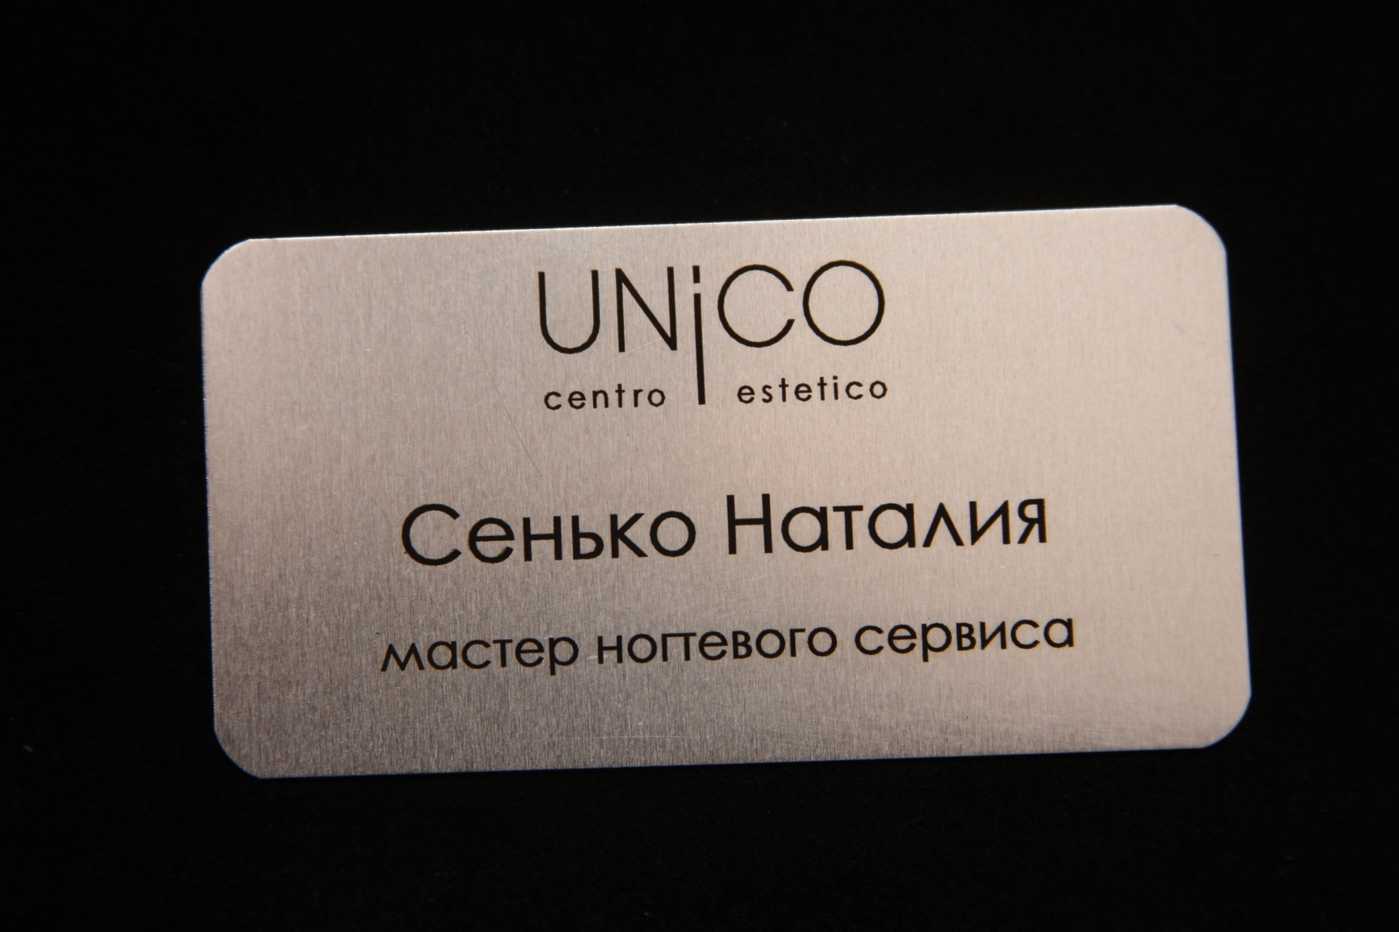 UNiCO
centro estetico
Сенько Наталия
мастер ногтевого сервиса